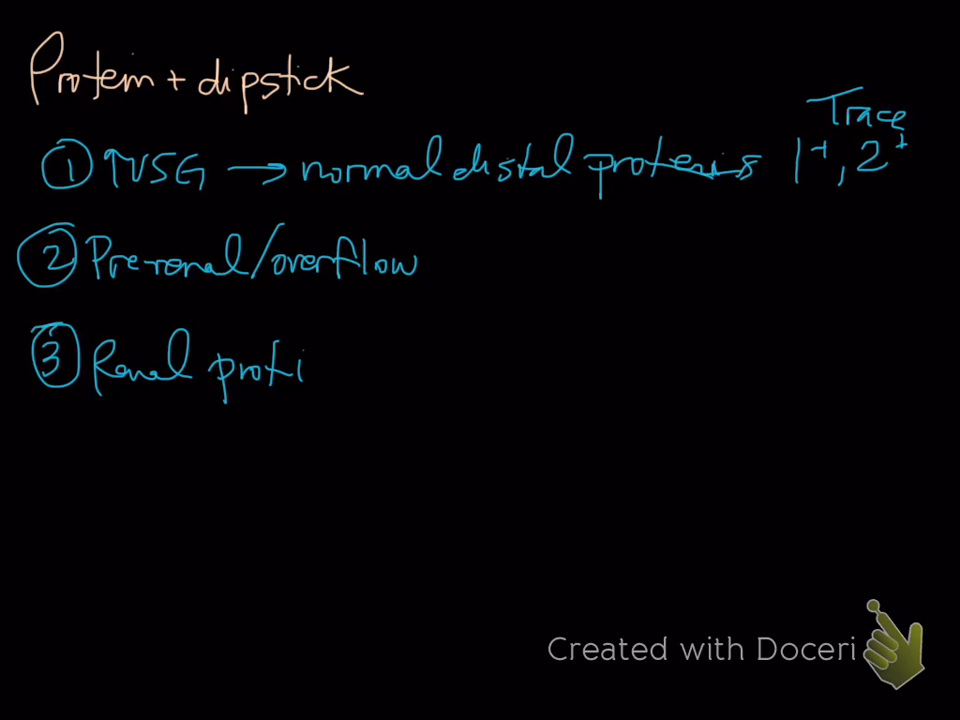 Protein + dipstick
Trace
① ↑USG → normal distal proteins 1+, 2+
② Pre-renal/overflow
③ Renal proti
Created with Doceri